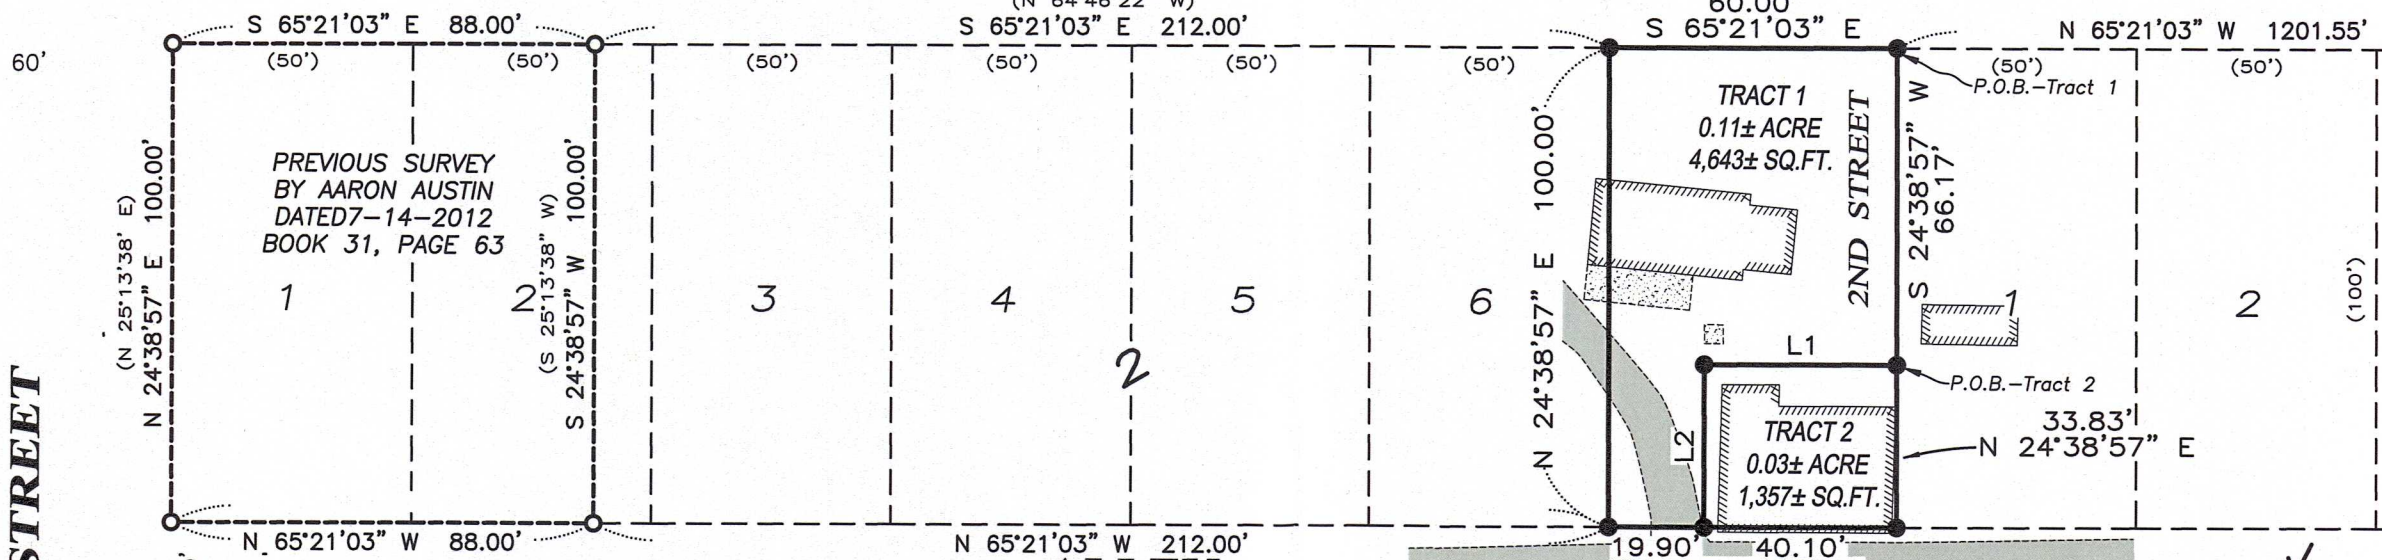 60'
S 65°21'03" E 88.00'
(N 64°46'22" W)
S 65°21'03" E 212.00'
60.00'
S 65°21'03" E
N 65°21'03" W 1201.55'
(50')
(50')
(50')
(50')
(50')
(50')
(50')
(50')
P.O.B.-Tract 1
PREVIOUS SURVEY
BY AARON AUSTIN
DATED7-14-2012
BOOK 31, PAGE 63
(N 25°13'38" E)
N 24°38'57" E 100.00'
(S 25°13'38" W)
S 24°38'57" W 100.00'
1
2
3
4
5
6
2
N 24°38'57" E 100.00'
TRACT 1
0.11± ACRE
4,643± SQ.FT.
2ND STREET
S 24°38'57" W
66.17'
1
2
(100')
L1
L2
P.O.B.-Tract 2
TRACT 2
0.03± ACRE
1,357± SQ.FT.
33.83'
N 24°38'57" E
STREET
N 65°21'03" W 88.00'
N 65°21'03" W 212.00'
19.90'
40.10'